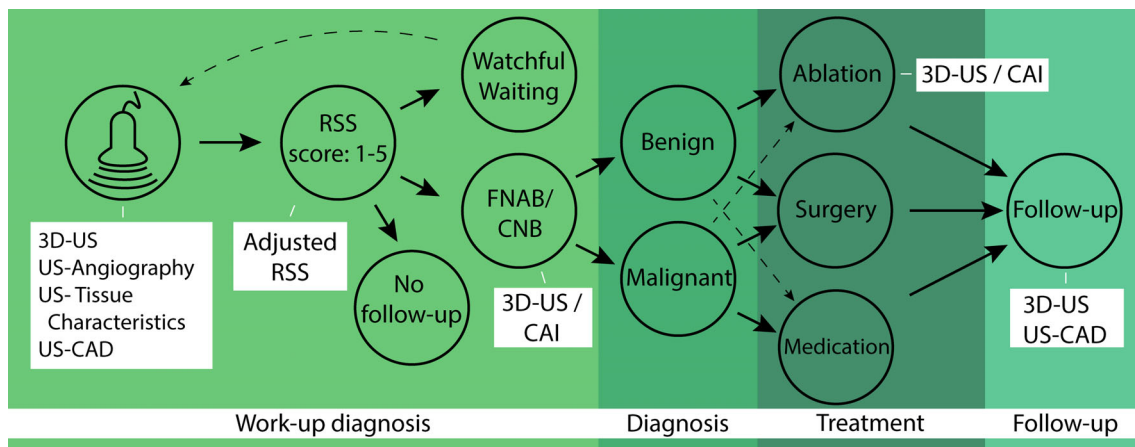 Watchful
Waiting
RSS
score: 1-5
FNAB/
CNB
No
follow-up
3D-US
US-Angiography
US- Tissue
Characteristics
US-CAD
Adjusted
RSS
3D-US /
CAI
Benign
Malignant
Ablation
3D-US / CAI
Surgery
Medication
Follow-up
3D-US
US-CAD
Work-up diagnosis
Diagnosis
Treatment
Follow-up